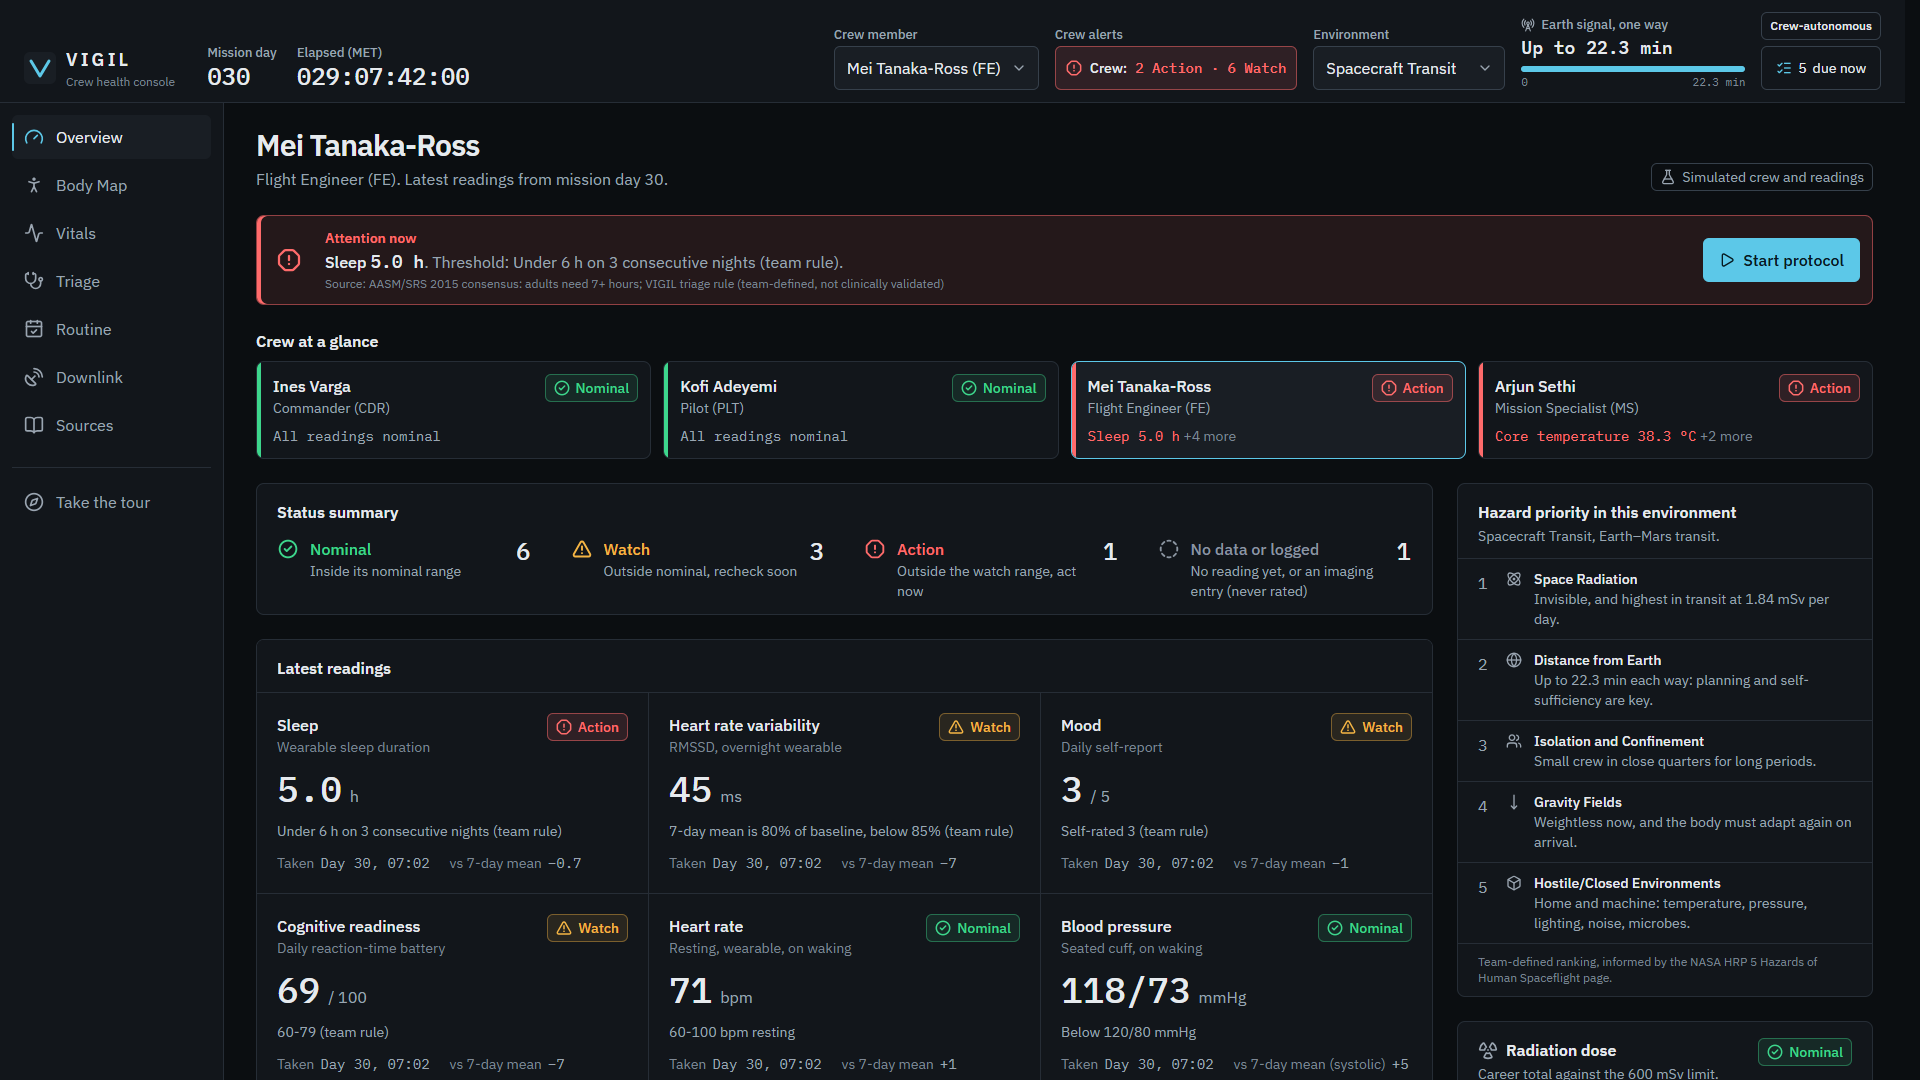 VIGIL
Crew health console
Mission day
030
Elapsed (MET)
029:07:42:00
Crew member
Mei Tanaka-Ross (FE)
Crew alerts
Crew: 2 Action · 6 Watch
Environment
Spacecraft Transit
Earth signal, one way
Up to 22.3 min
0
22.3 min
Crew-autonomous
5 due now
Overview
Body Map
Vitals
Triage
Routine
Downlink
Sources
Take the tour
Mei Tanaka-Ross
Flight Engineer (FE). Latest readings from mission day 30.
Simulated crew and readings
Attention now
Sleep 5.0 h. Threshold: Under 6 h on 3 consecutive nights (team rule).
Source: AASM/SRS 2015 consensus: adults need 7+ hours; VIGIL triage rule (team-defined, not clinically validated)
Start protocol
Crew at a glance
Ines Varga
Nominal
Commander (CDR)
All readings nominal
Kofi Adeyemi
Nominal
Pilot (PLT)
All readings nominal
Mei Tanaka-Ross
Action
Flight Engineer (FE)
Sleep 5.0 h +4 more
Arjun Sethi
Action
Mission Specialist (MS)
Core temperature 38.3 ºC +2 more
Status summary
Nominal
6
Inside its nominal range
Watch
3
Outside nominal, recheck soon
Action
1
Outside the watch range, act
now
No data or logged
1
No reading yet, or an imaging
entry (never rated)
Latest readings
Sleep
Action
Wearable sleep duration
5.0 h
Under 6 h on 3 consecutive nights (team rule)
Taken Day 30, 07:02 vs 7-day mean −0.7
Heart rate variability
Watch
RMSSD, overnight wearable
45 ms
7-day mean is 80% of baseline, below 85% (team rule)
Taken Day 30, 07:02 vs 7-day mean −7
Mood
Watch
Daily self-report
3 / 5
Self-rated 3 (team rule)
Taken Day 30, 07:02 vs 7-day mean −1
Cognitive readiness
Watch
Daily reaction-time battery
69 / 100
60-79 (team rule)
Taken Day 30, 07:02 vs 7-day mean −7
Heart rate
Nominal
Resting, wearable, on waking
71 bpm
60-100 bpm resting
Taken Day 30, 07:02 vs 7-day mean +1
Blood pressure
Nominal
Seated cuff, on waking
118/73 mmHg
Below 120/80 mmHg
Taken Day 30, 07:02 vs 7-day mean (systolic) +5
Hazard priority in this environment
Spacecraft Transit, Earth–Mars transit.
1
Space Radiation
Invisible, and highest in transit at 1.84 mSv per
day.
2
Distance from Earth
Up to 22.3 min each way: planning and self-
sufficiency are key.
3
Isolation and Confinement
Small crew in close quarters for long periods.
4
Gravity Fields
Weightless now, and the body must adapt again on
arrival.
5
Hostile/Closed Environments
Home and machine: temperature, pressure,
lighting, noise, microbes.
Team-defined ranking, informed by the NASA HRP 5 Hazards of
Human Spaceflight page.
Radiation dose
Nominal
Career total against the 600 mSv limit.